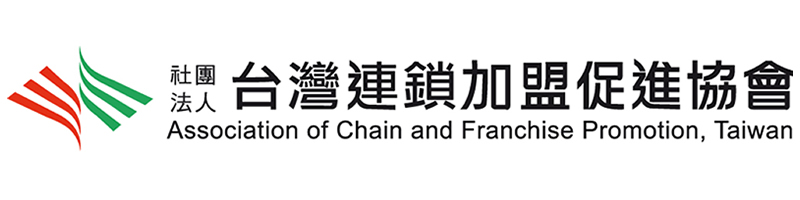 社團法人 台灣連鎖加盟促進協會
Association of Chain and Franchise Promotion, Taiwan